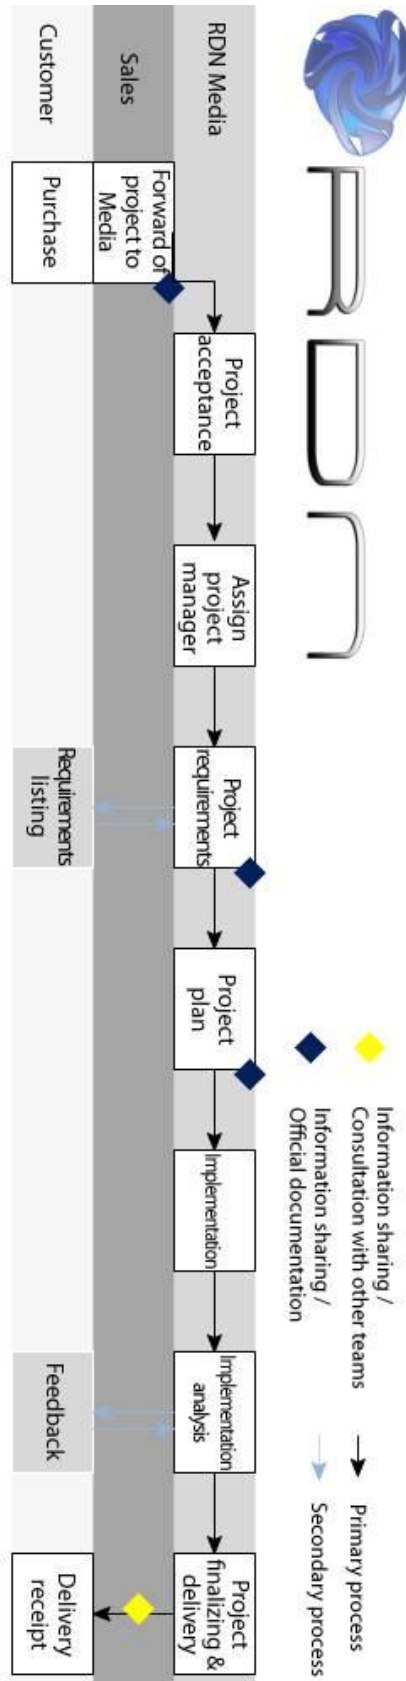 RDC
Information sharing /
Consultation with other teams
Information sharing /
Official documentation
Primary process
Secondary process
RDN Media
Project
acceptance
Assign
project
manager
Project
requirements
Project
plan
Implementation
Implementation
analysis
Project
finalizing &
delivery
Sales
Forward of
project to
Media
Customer
Purchase
Requirements
listing
Feedback
Delivery
receipt